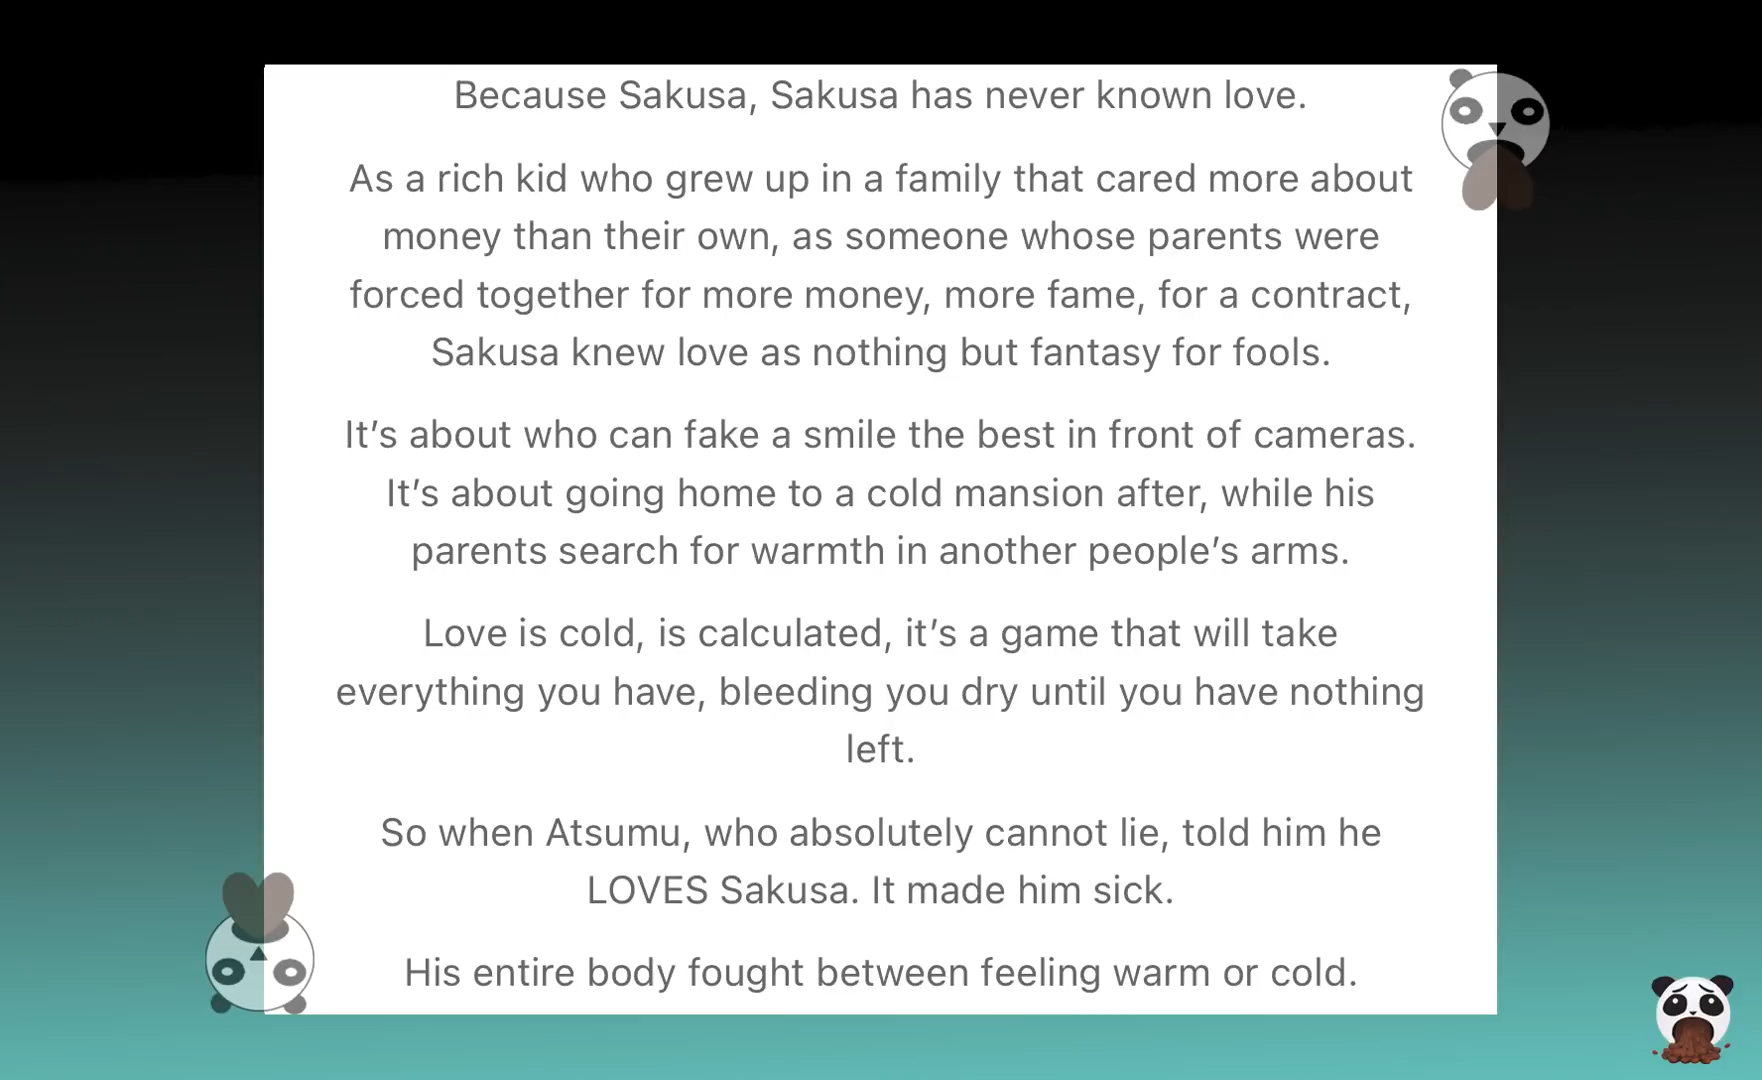 Because Sakusa, Sakusa has never known love.
As a rich kid who grew up in a family that cared more about
money than their own, as someone whose parents were
forced together for more money, more fame, for a contract,
Sakusa knew love as nothing but fantasy for fools.
It’s about who can fake a smile the best in front of cameras.
It’s about going home to a cold mansion after, while his
parents search for warmth in another people’s arms.
Love is cold, is calculated, it’s a game that will take
everything you have, bleeding you dry until you have nothing
left.
So when Atsumu, who absolutely cannot lie, told him he
LOVES Sakusa. It made him sick.
His entire body fought between feeling warm or cold.